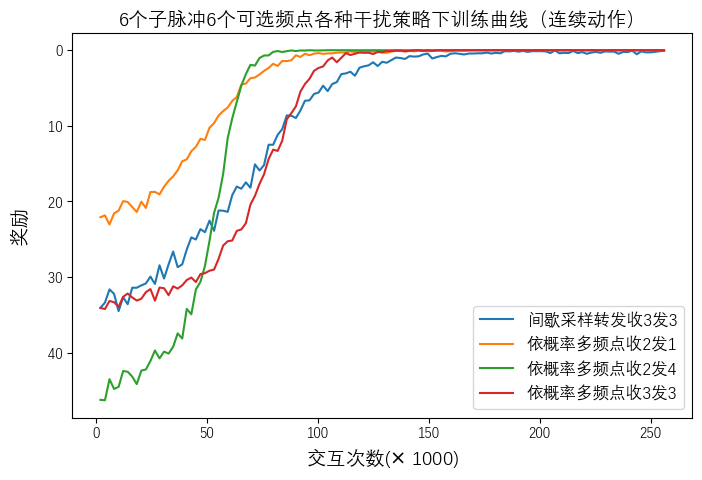 6个子脉冲6个可选频点各种干扰策略下训练曲线（连续动作）
0
10
20
30
40
奖励
0
50
100
150
200
250
交互次数(× 1000)
间歇采样转发收3发3
依概率多频点收2发1
依概率多频点收2发4
依概率多频点收3发3